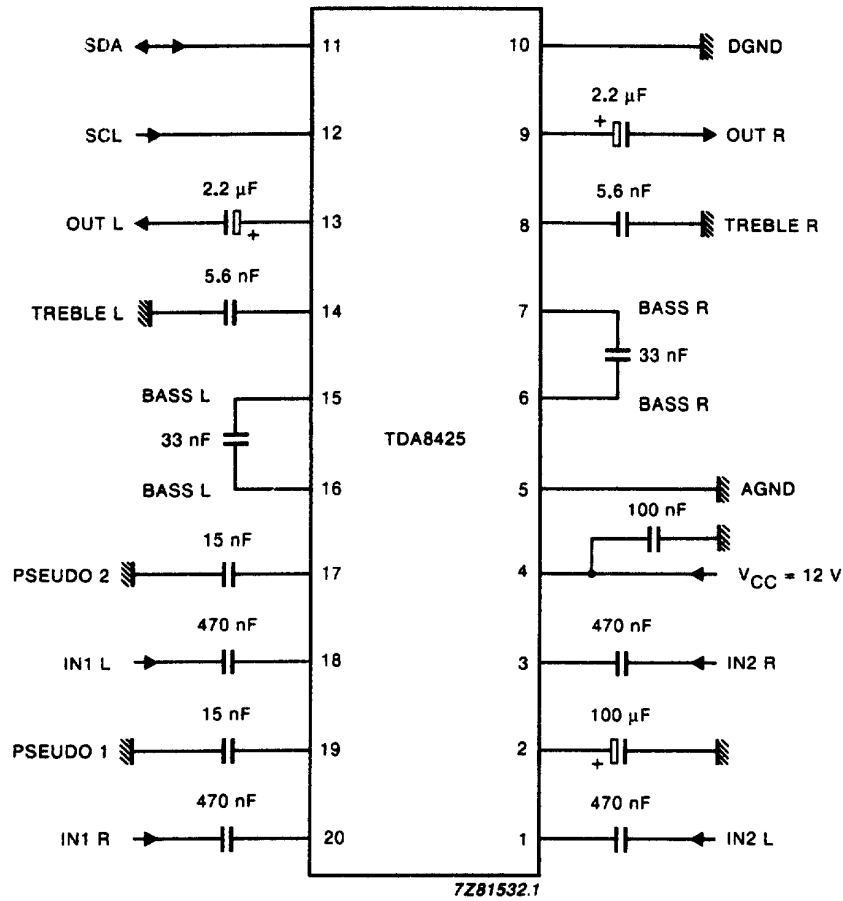 SDA 11 10 DGND
2.2 µF
SCL 12 9 + OUT R
2.2 µF 5.6 nF
OUT L + 13 8 TREBLE R
5.6 nF
TREBLE L 14 7 BASS R
33 nF
BASS L 15 6 BASS R
33 nF TDA8425
BASS L 16 5 AGND
100 nF
15 nF
PSEUDO 2 17 4 VCC = 12 V
470 nF 470 nF
IN1 L 18 3 IN2 R
15 nF 100 µF
PSEUDO 1 19 2 +
470 nF 470 nF
IN1 R 20 1 IN2 L
7Z81532.1